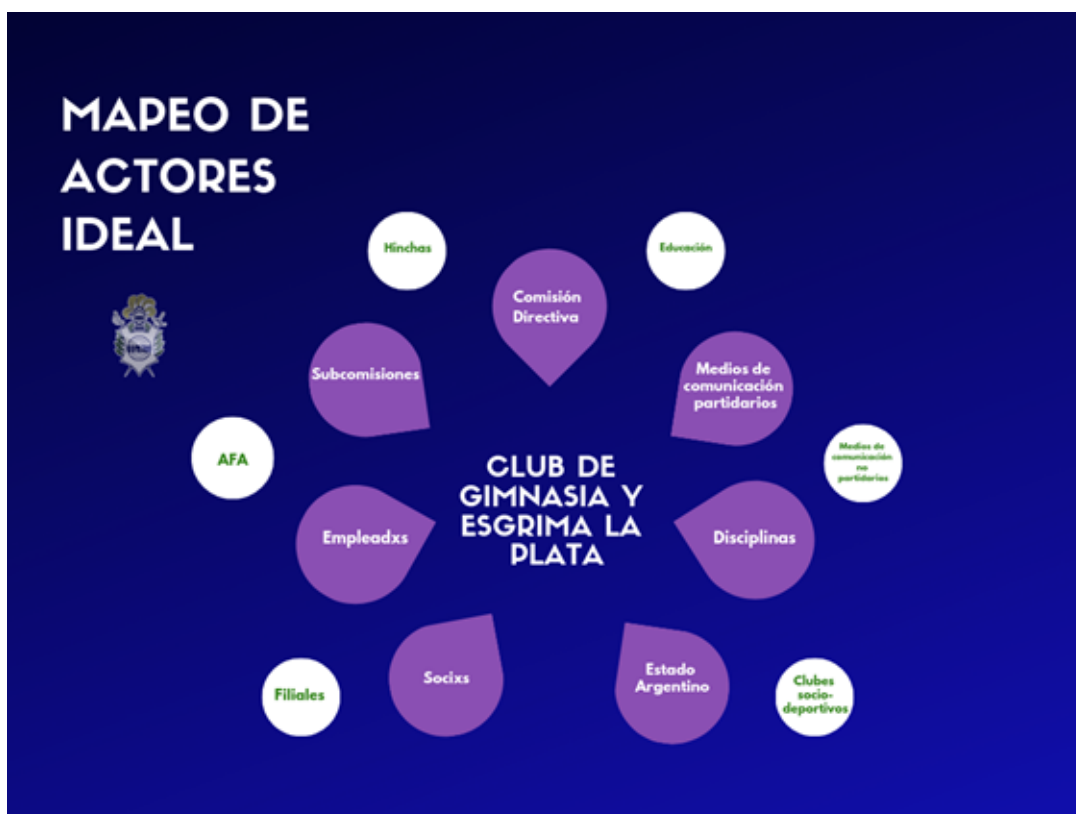 MAPEO DE
ACTORES
IDEAL
Hinchas
Educación
Comisión
Directiva
Subcomisiones
Medios de
comunicación
partidarios
AFA
Medios de
comunicación
no
partidarios
CLUB DE
GIMNASIA Y
ESGRIMA LA
PLATA
Empleadxs
Disciplinas
Filiales
Socixs
Estado
Argentino
Clubes
socio-
deportivos